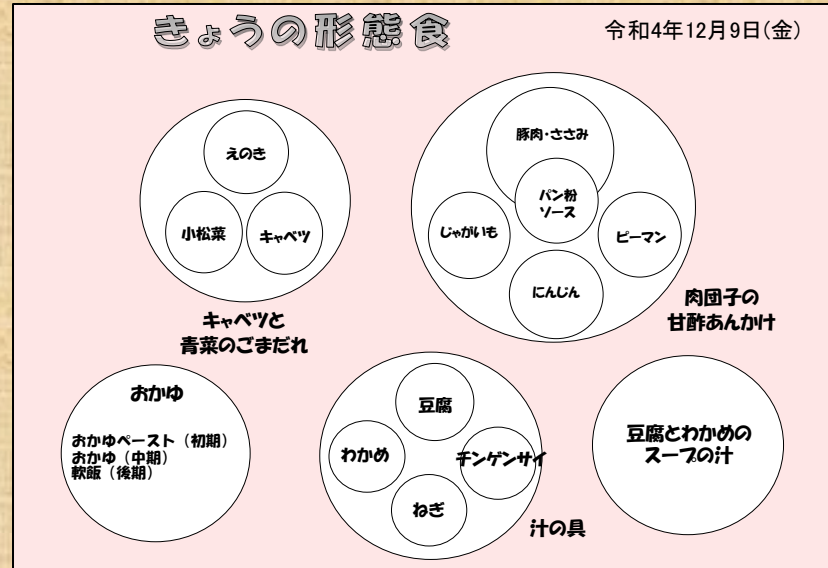 きょうの形態食
令和4年12月9日(金)
えのき
小松菜
キャベツ
キャベツと
青菜のごまだれ
豚肉・ささみ
パン粉
ソース
じゃがいも
ピーマン
にんじん
肉団子の
甘酢あんかけ
おかゆ
おかゆペースト（初期）
おかゆ（中期）
軟飯（後期）
豆腐
わかめ
チンゲンサイ
ねぎ
汁の具
豆腐とわかめの
スープの汁